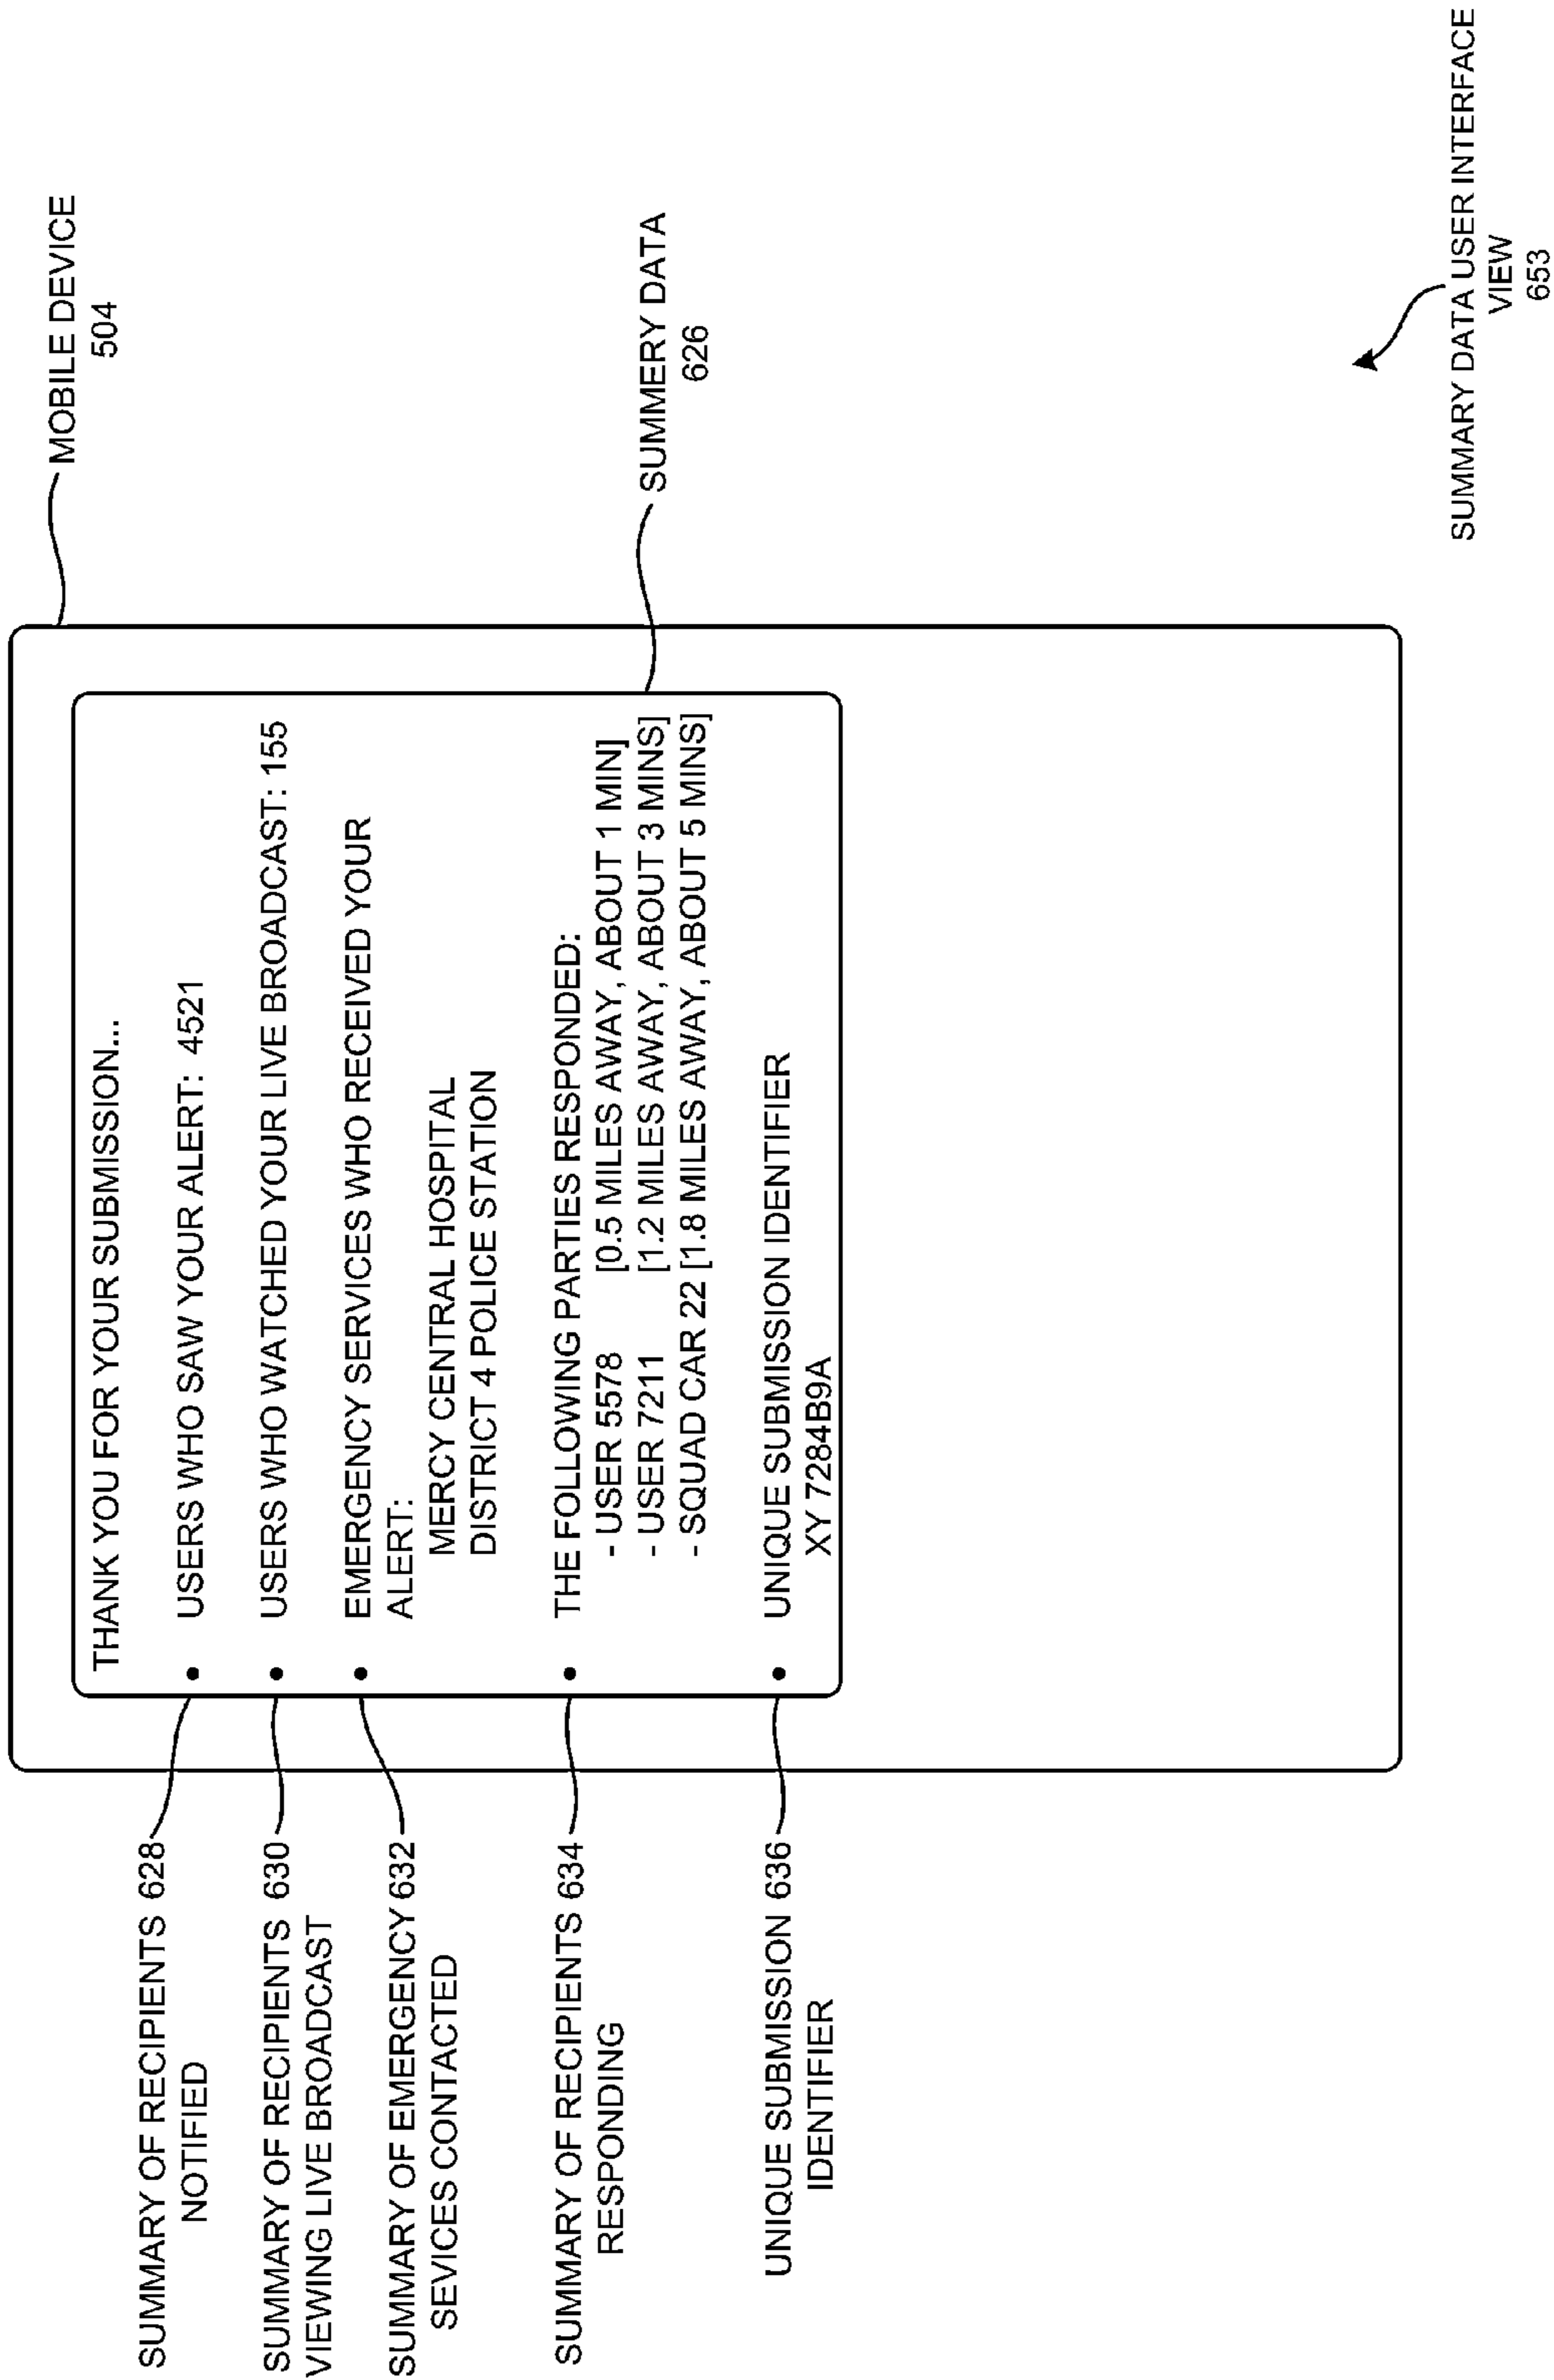 MOBILE DEVICE
504
THANK YOU FOR YOUR SUBMISSION...
• USERS WHO SAW YOUR ALERT: 4521
• USERS WHO WATCHED YOUR LIVE BROADCAST: 155
• EMERGENCY SERVICES WHO RECEIVED YOUR
ALERT:
MERCY CENTRAL HOSPITAL
DISTRICT 4 POLICE STATION
• THE FOLLOWING PARTIES RESPONDED:
- USER 5578 [0.5 MILES AWAY, ABOUT 1 MIN]
- USER 7211 [1.2 MILES AWAY, ABOUT 3 MINS]
- SQUAD CAR 22 [1.8 MILES AWAY, ABOUT 5 MINS]
• UNIQUE SUBMISSION IDENTIFIER
XY 7284B9A
SUMMARY OF RECIPIENTS 628
NOTIFIED
SUMMARY OF RECIPIENTS 630
VIEWING LIVE BROADCAST
SUMMARY OF EMERGENCY 632
SEVICES CONTACTED
SUMMARY OF RECIPIENTS 634
RESPONDING
UNIQUE SUBMISSION 636
IDENTIFIER
SUMMERY DATA
626
SUMMARY DATA USER INTERFACE
VIEW
653